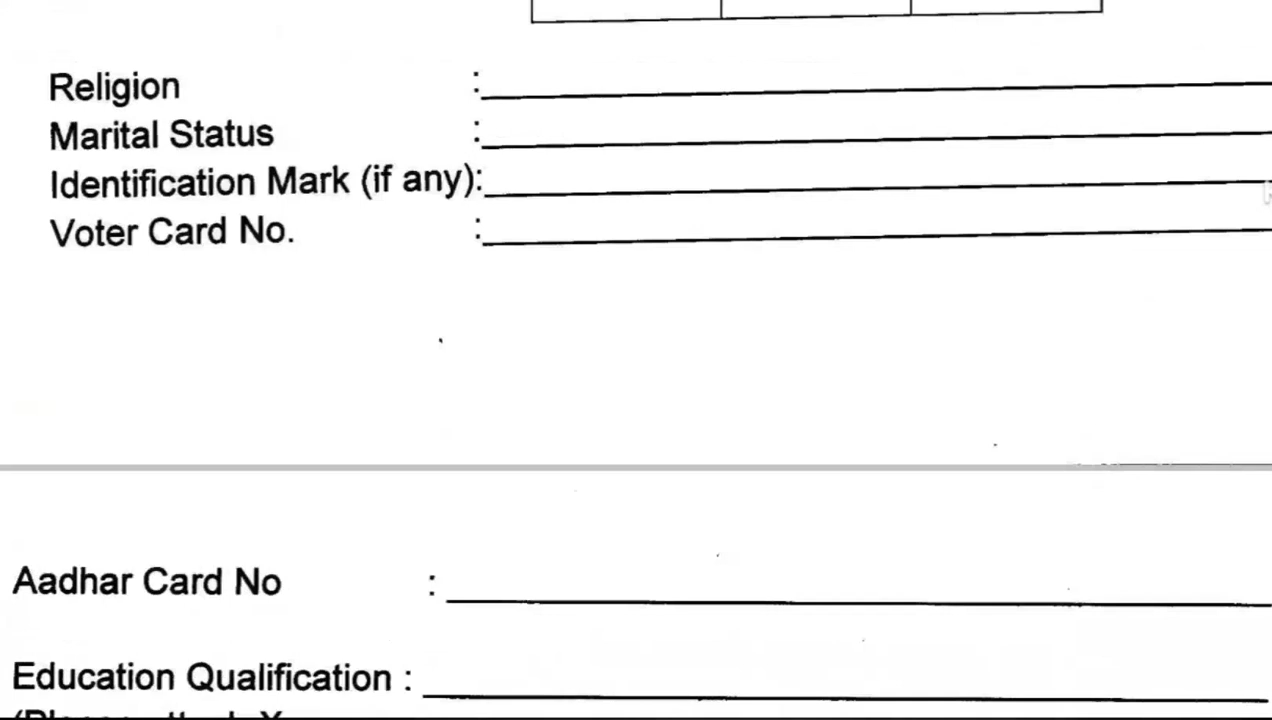 Religion :
Marital Status :
Identification Mark (if any):
Voter Card No. :
Aadhar Card No :
Education Qualification :